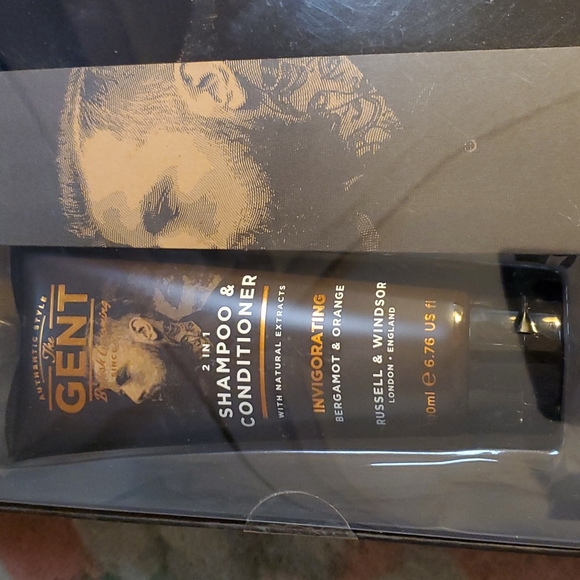 AUTHENTIC STYLE
The
GENT
2 IN 1
SHAMPOO &
CONDITIONER
WITH NATURAL EXTRACTS
INVIGORATING
BERGAMOT & ORANGE
RUSSELL & WINDSOR
LONDON - ENGLAND
0ml e 6.76 US fl